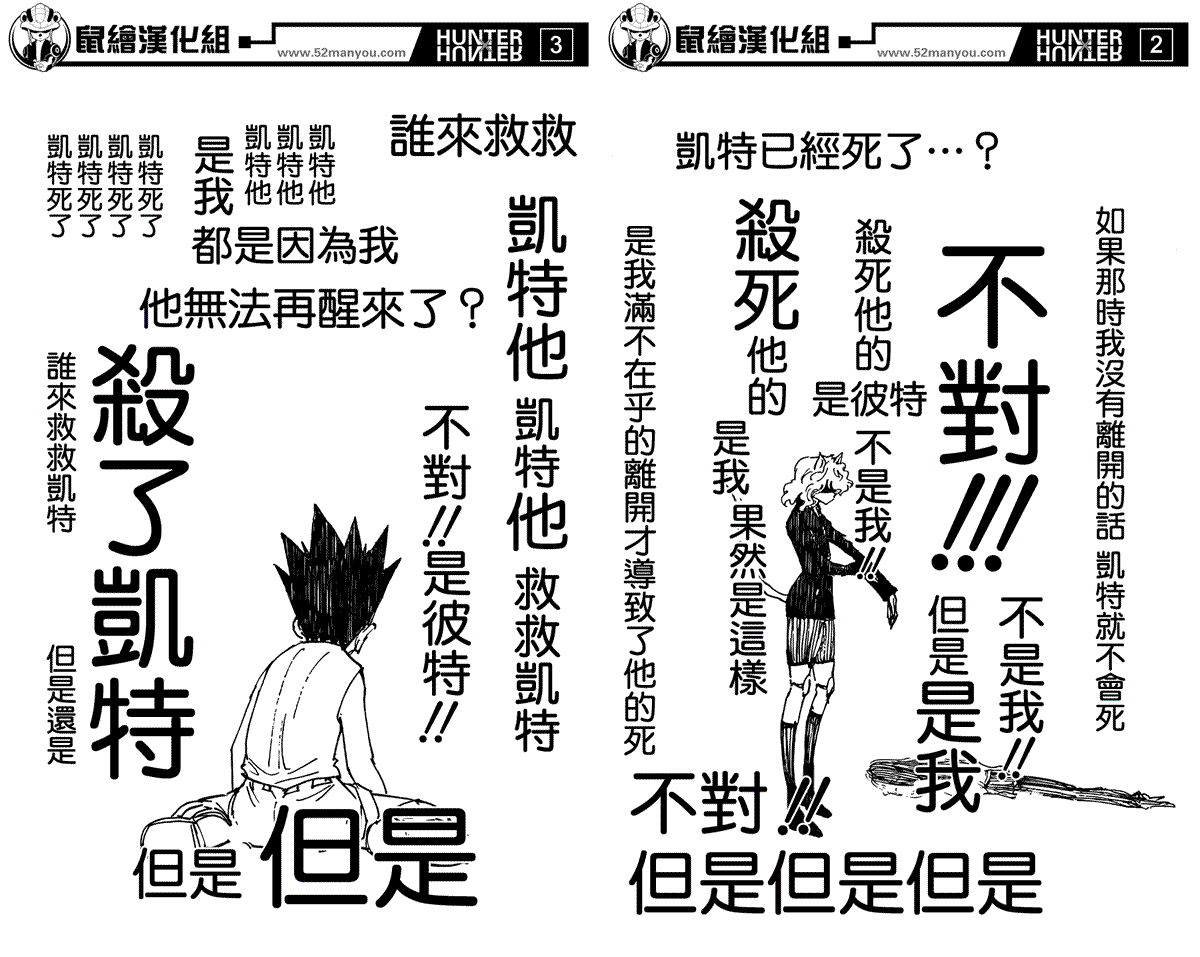 鼠繪漢化組
www.52manyou.com
HUNTER
HUNTER
2
凱特已經死了…？
如果那時我沒有離開的話 凱特就不會死
不對!!!
不是我!!
但是
是我
殺死他的
是彼特
不是我!!
殺死他的
是我
果然是這樣
是我滿不在乎的離開才導致了他的死
不對!!
但是但是但是
鼠繪漢化組
www.52manyou.com
HUNTER
HUNTER
3
誰來救救
凱特他
凱特他
救救凱特
凱特他
凱特他
凱特他
是我
都是因為我
凱特死了
凱特死了
凱特死了
凱特死了
他無法再醒來了？
不對!!是彼特!!
殺了凱特
誰來救救凱特
但是還是
但是
但是